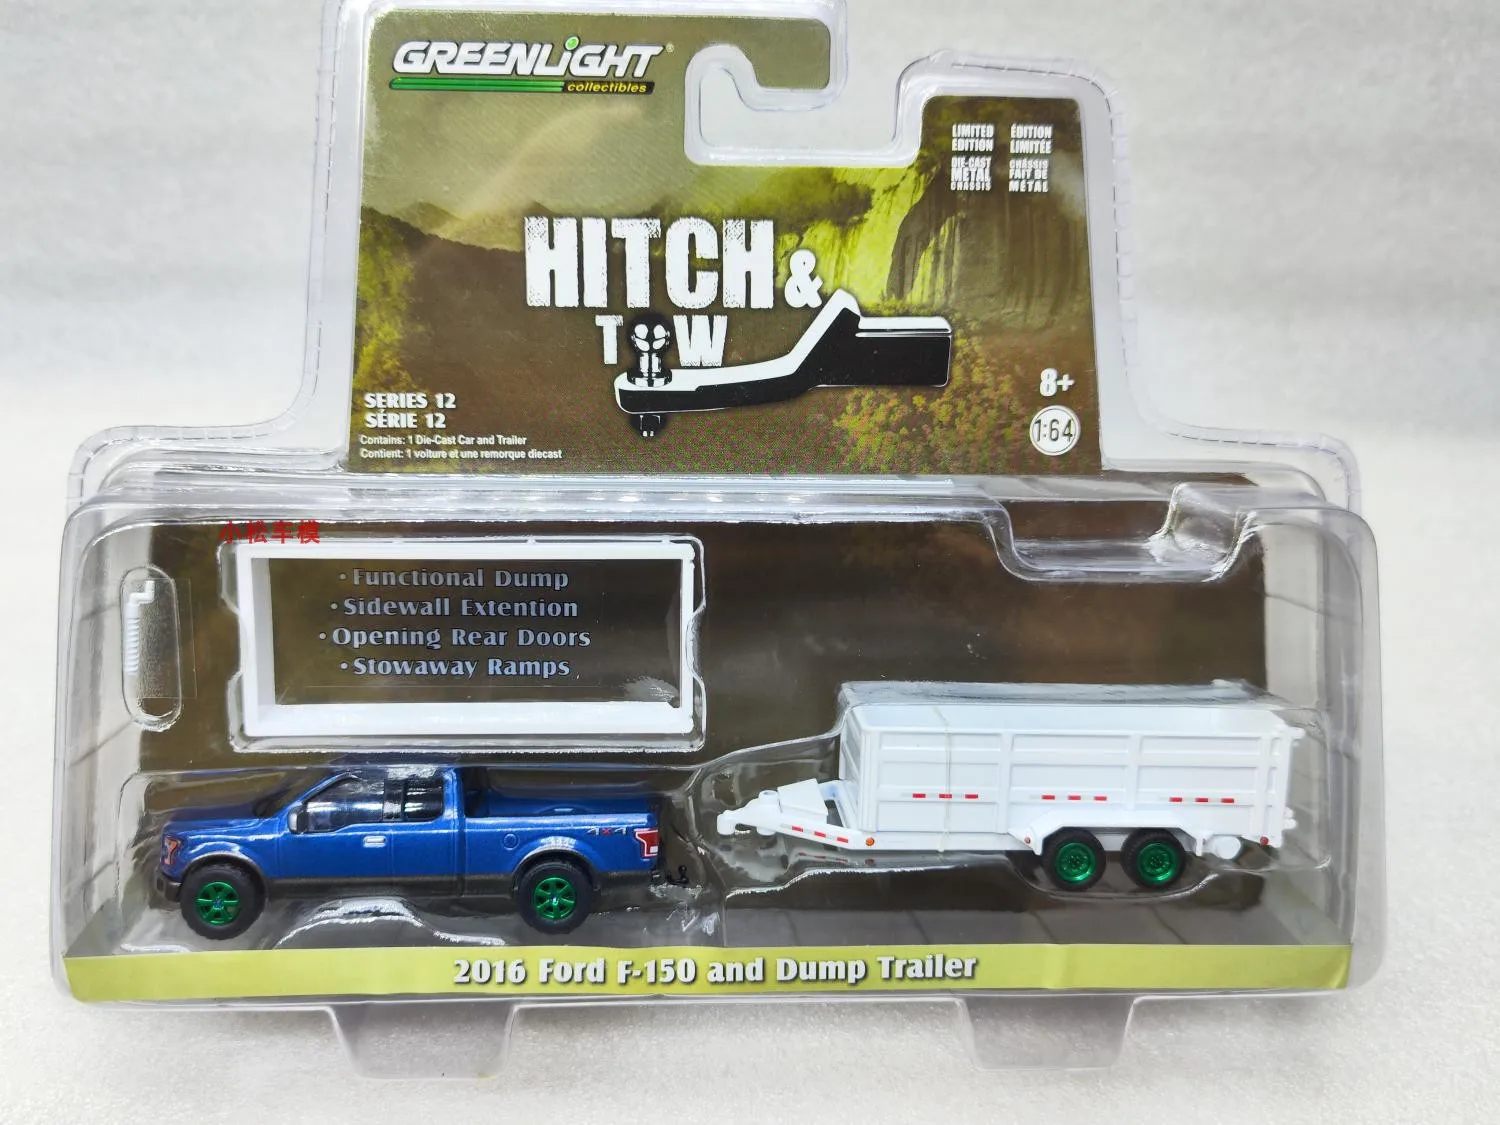 GREENLIGHT®
collectibles
LIMITED EDITION
DIE-CAST METAL CHASSIS
ÉDITION LIMITÉE
CHÂSSIS FAIT DE MÉTAL
HITCH &
TOW
8+
1:64
SERIES 12
SÉRIE 12
Contains: 1 Die-Cast Car and Trailer
Contient: 1 voiture et une remorque diecast
小松车模
• Functional Dump
• Sidewall Extention
• Opening Rear Doors
• Stowaway Ramps
4x4
2016 Ford F-150 and Dump Trailer